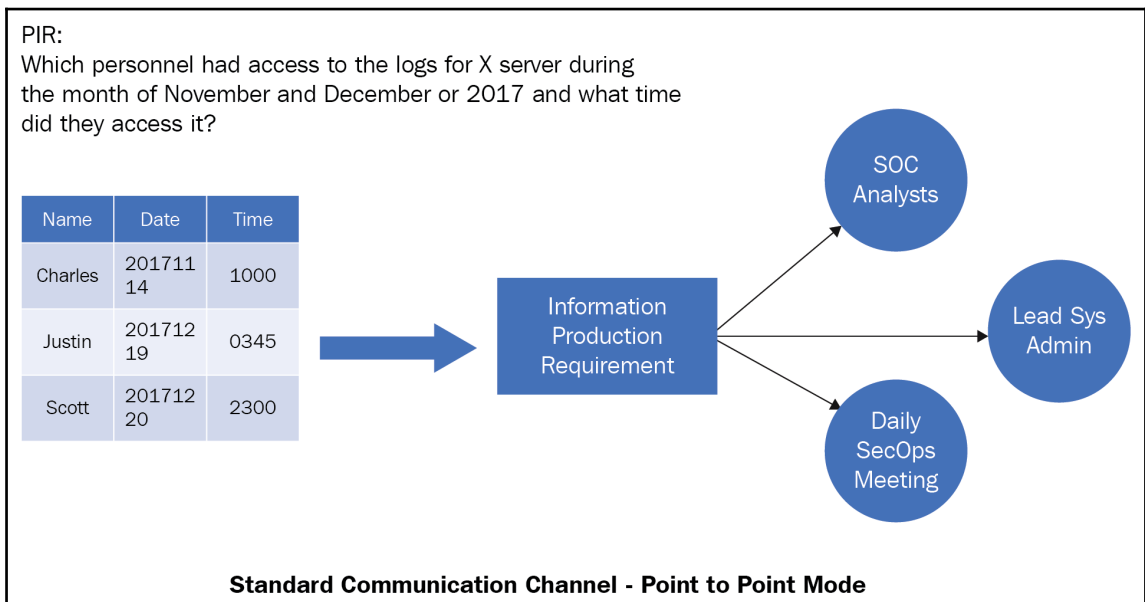 PIR:
Which personnel had access to the logs for X server during
the month of November and December or 2017 and what time
did they access it?
Name Date Time
Charles 201711
14 1000
Justin 201712
19 0345
Scott 201712
20 2300
Information
Production
Requirement
SOC
Analysts
Lead Sys
Admin
Daily
SecOps
Meeting
Standard Communication Channel - Point to Point Mode